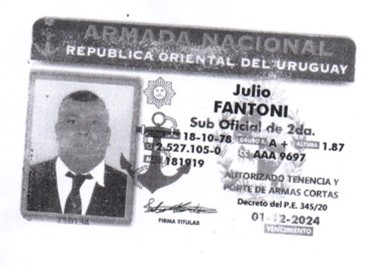 ARMADA NACIONAL
REPUBLICA ORIENTAL DEL URUGUAY
Julio
FANTONI
Sub Oficial de 2da.
18-10-78 GRUPO S. A + ALTURA 1.87
2.527.105-0 CC AAA 9697
181919
AUTORIZADO TENENCIA Y
PORTE DE ARMAS CORTAS
Decreto del P.E. 345/20
01-12-2024
FIRMA TITULAR VENCIMIENTO